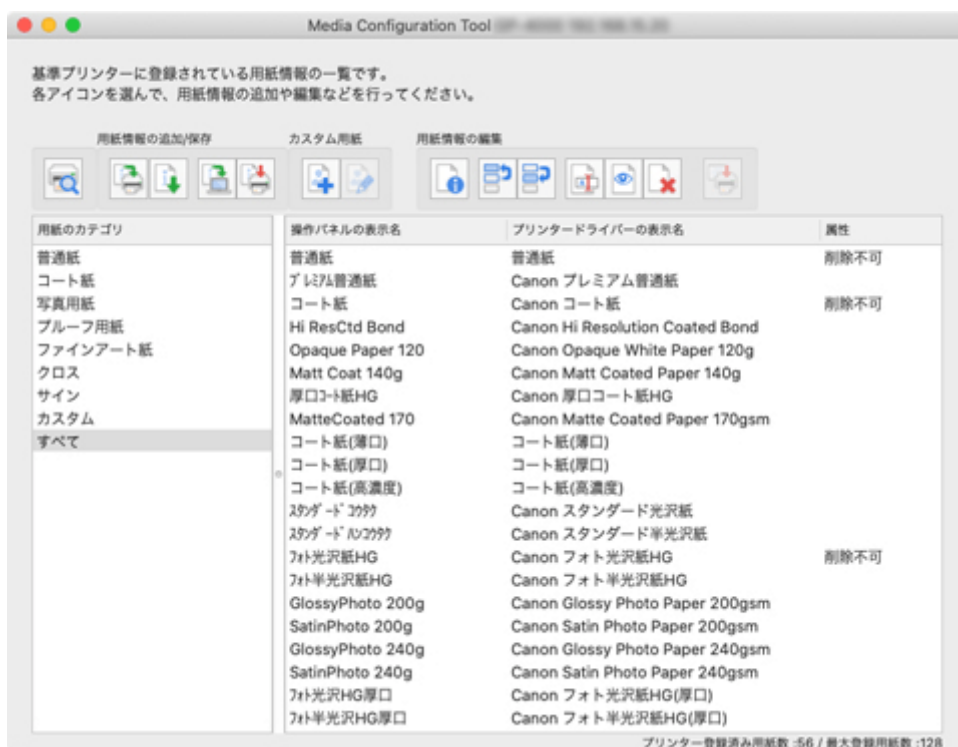 Media Configuration Tool
基準プリンターに登録されている用紙情報の一覧です。
各アイコンを選んで、用紙情報の追加や編集などを行ってください。
用紙情報の追加/保存 カスタム用紙 用紙情報の編集
用紙のカテゴリ 操作パネルの表示名 プリンタードライバーの表示名 属性
普通紙 普通紙 普通紙 削除不可
コート紙 プレミアム普通紙 Canon プレミアム普通紙
写真用紙 コート紙 Canon コート紙 削除不可
プルーフ用紙 Hi ResCtd Bond Canon Hi Resolution Coated Bond
ファインアート紙 Opaque Paper 120 Canon Opaque White Paper 120g
クロス Matt Coat 140g Canon Matt Coated Paper 140g
サイン 厚口コート紙HG Canon 厚口コート紙HG
カスタム MatteCoated 170 Canon Matte Coated Paper 170gsm
すべて コート紙(薄口) コート紙(薄口)
コート紙(厚口) コート紙(厚口)
コート紙(高濃度) コート紙(高濃度)
スタンダード コウタク Canon スタンダード光沢紙
スタンダード ハンコウタク Canon スタンダード半光沢紙
フォト光沢紙HG Canon フォト光沢紙HG 削除不可
フォト半光沢紙HG Canon フォト半光沢紙HG
GlossyPhoto 200g Canon Glossy Photo Paper 200gsm
SatinPhoto 200g Canon Satin Photo Paper 200gsm
GlossyPhoto 240g Canon Glossy Photo Paper 240gsm
SatinPhoto 240g Canon Satin Photo Paper 240gsm
フォト光沢HG厚口 Canon フォト光沢紙HG(厚口)
フォト半光沢HG厚口 Canon フォト半光沢紙HG(厚口)
プリンター登録済み用紙数 :56 / 最大登録用紙数 :128